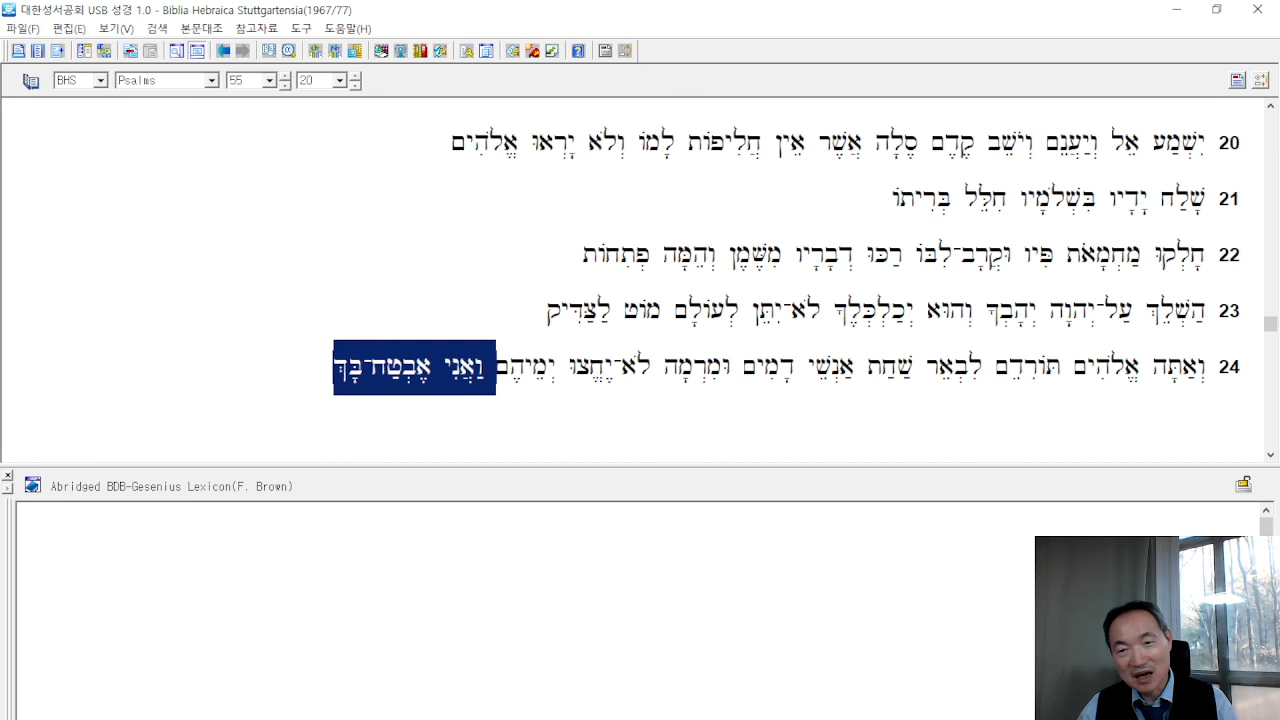 대한성서공회 USB 성경 1.0 - Biblia Hebraica Stuttgartensia(1967/77)
파일(F) 편집(E) 보기(V) 검색 본문대조 참고자료 도구 도움말(H)
BHS Psalms 55 20
20 יִשְׁמַע אֵל וְיַעֲנֵם וְיֹשֵׁב קֶדֶם סֶלָה אֲשֶׁר אֵין חֲלִיפוֹת לָמוֹ וְלֹא יָרְאוּ אֱלֹהִים
21 שָׁלַח יָדָיו בִּשְׁלֹמָיו חִלֵּל בְּרִיתוֹ
22 חָלְקוּ מַחְמָאֹת פִּיו וּקֲרָב־לִבּוֹ רַכּוּ דְבָרָיו מִשֶּׁמֶן וְהֵמָּה פְתִחוֹת
23 הַשְׁלֵךְ עַל־יְהוָה יְהָבְךָ וְהוּא יְכַלְכְּלֶךָ לֹא־יִתֵּן לְעוֹלָם מוֹט לַצַּדִּיק
24 וְאַתָּה אֱלֹהִים תּוֹרִדֵם לִבְאֵר שַׁחַת אַנְשֵׁי דָמִים וּמִרְמָה לֹא־יֶחֱצוּ יְמֵיהֶם וַאֲנִי אֶבְטַח־בָּךְ
Abridged BDB-Gesenius Lexicon(F. Brown)